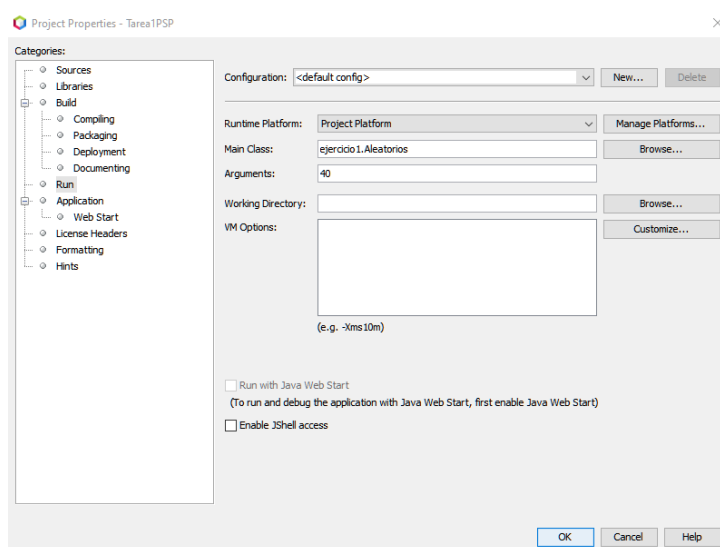 Project Properties - Tarea1PSP
Categories:
Sources
Libraries
Build
Compiling
Packaging
Deployment
Documenting
Run
Application
Web Start
License Headers
Formatting
Hints
Configuration: <default config> New... Delete
Runtime Platform: Project Platform Manage Platforms...
Main Class: ejercicio1.Aleatorios Browse...
Arguments: 40
Working Directory: Browse...
VM Options: Customize...
(e.g. -Xms10m)
Run with Java Web Start
(To run and debug the application with Java Web Start, first enable Java Web Start)
Enable JShell access
OK Cancel Help